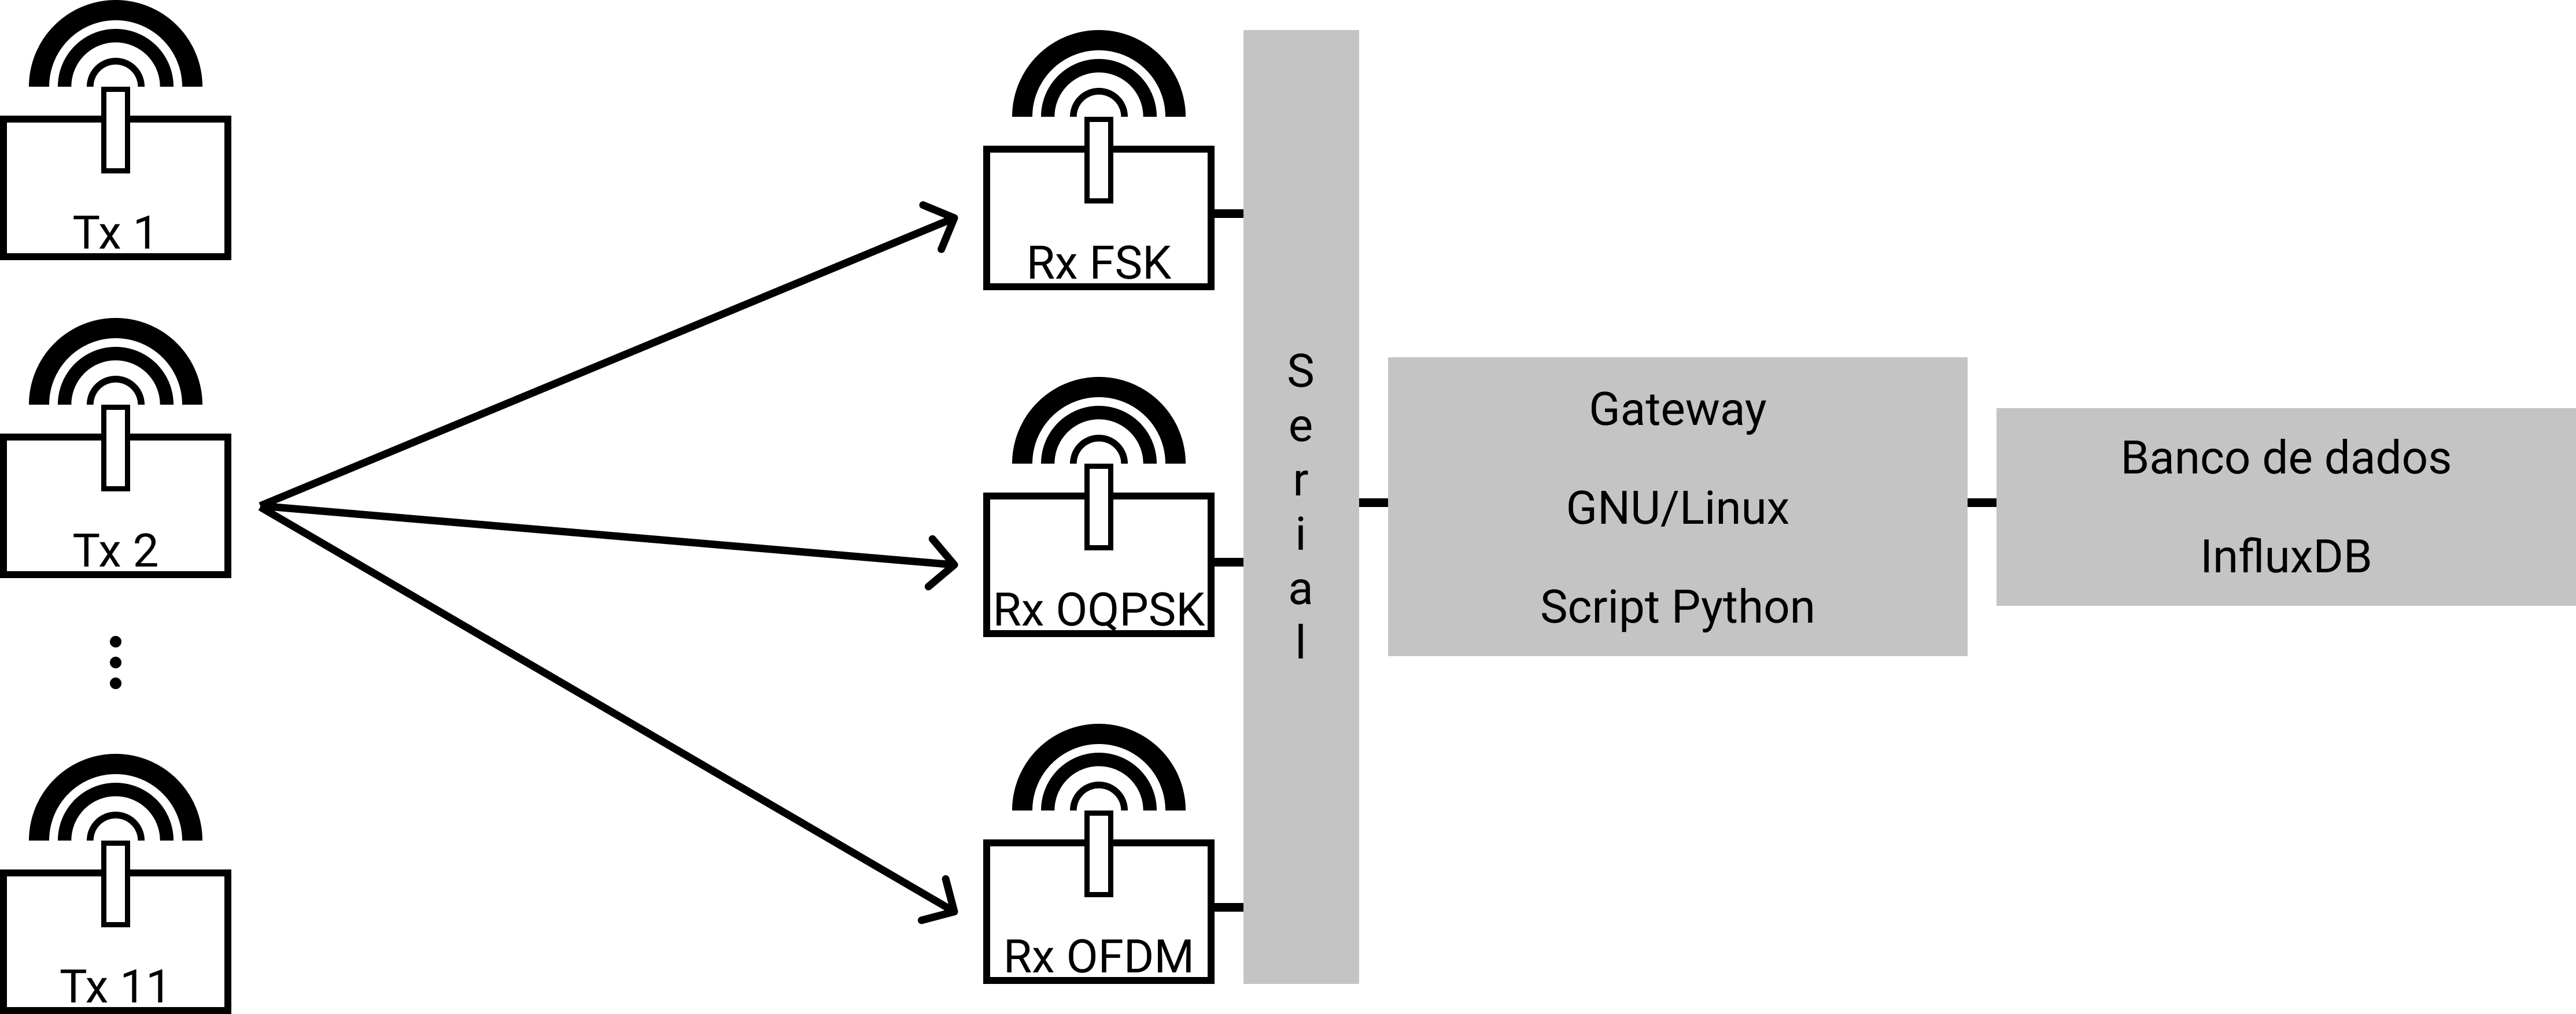 Tx 1
Tx 2
Tx 11
Rx FSK
Rx OQPSK
Rx OFDM
Serial
Gateway
GNU/Linux
Script Python
Banco de dados
InfluxDB